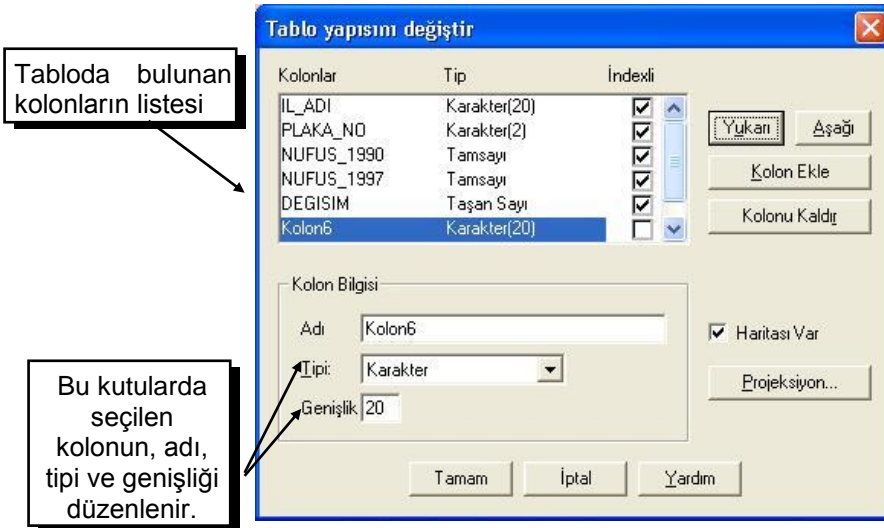 Tablo yapısını değiştir
Tabloda bulunan
kolonların listesi
Kolonlar Tip İndexli
IL_ADI Karakter(20)
PLAKA_NO Karakter(2)
NUFUS_1990 Tamsayı
NUFUS_1997 Tamsayı
DEGISIM Taşan Sayı
Kolon6 Karakter(20)
Yukarı Aşağı
Kolon Ekle
Kolonu Kaldır
Kolon Bilgisi
Adı Kolon6
Tipi: Karakter
Genişlik 20
Haritası Var
Projeksiyon...
Bu kutularda
seçilen
kolonun, adı,
tipi ve genişliği
düzenlenir.
Tamam İptal Yardım